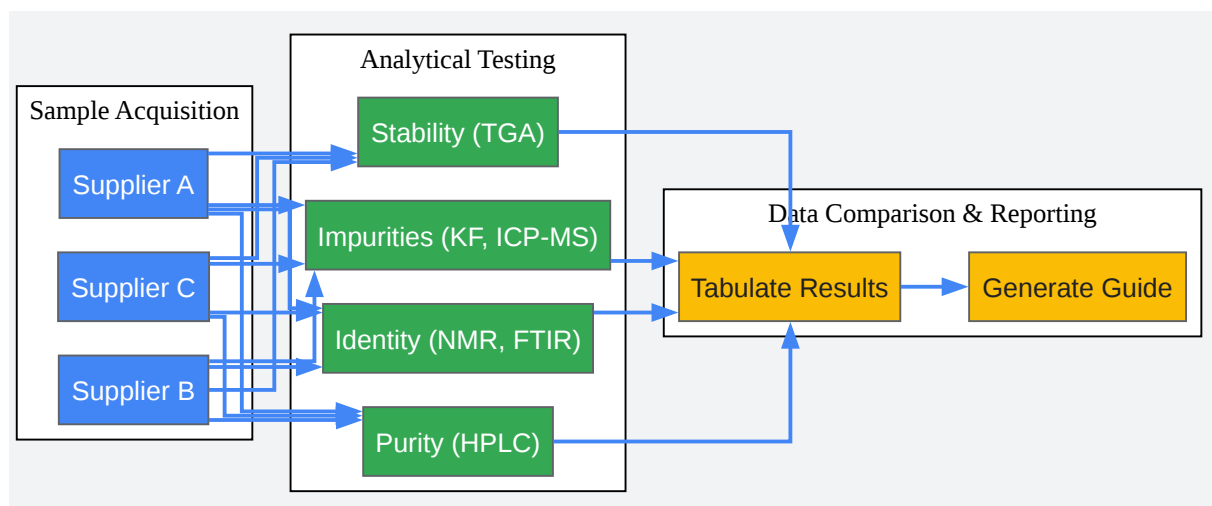 Sample Acquisition
Supplier A
Supplier C
Supplier B
Analytical Testing
Stability (TGA)
Impurities (KF, ICP-MS)
Identity (NMR, FTIR)
Purity (HPLC)
Data Comparison & Reporting
Tabulate Results
Generate Guide